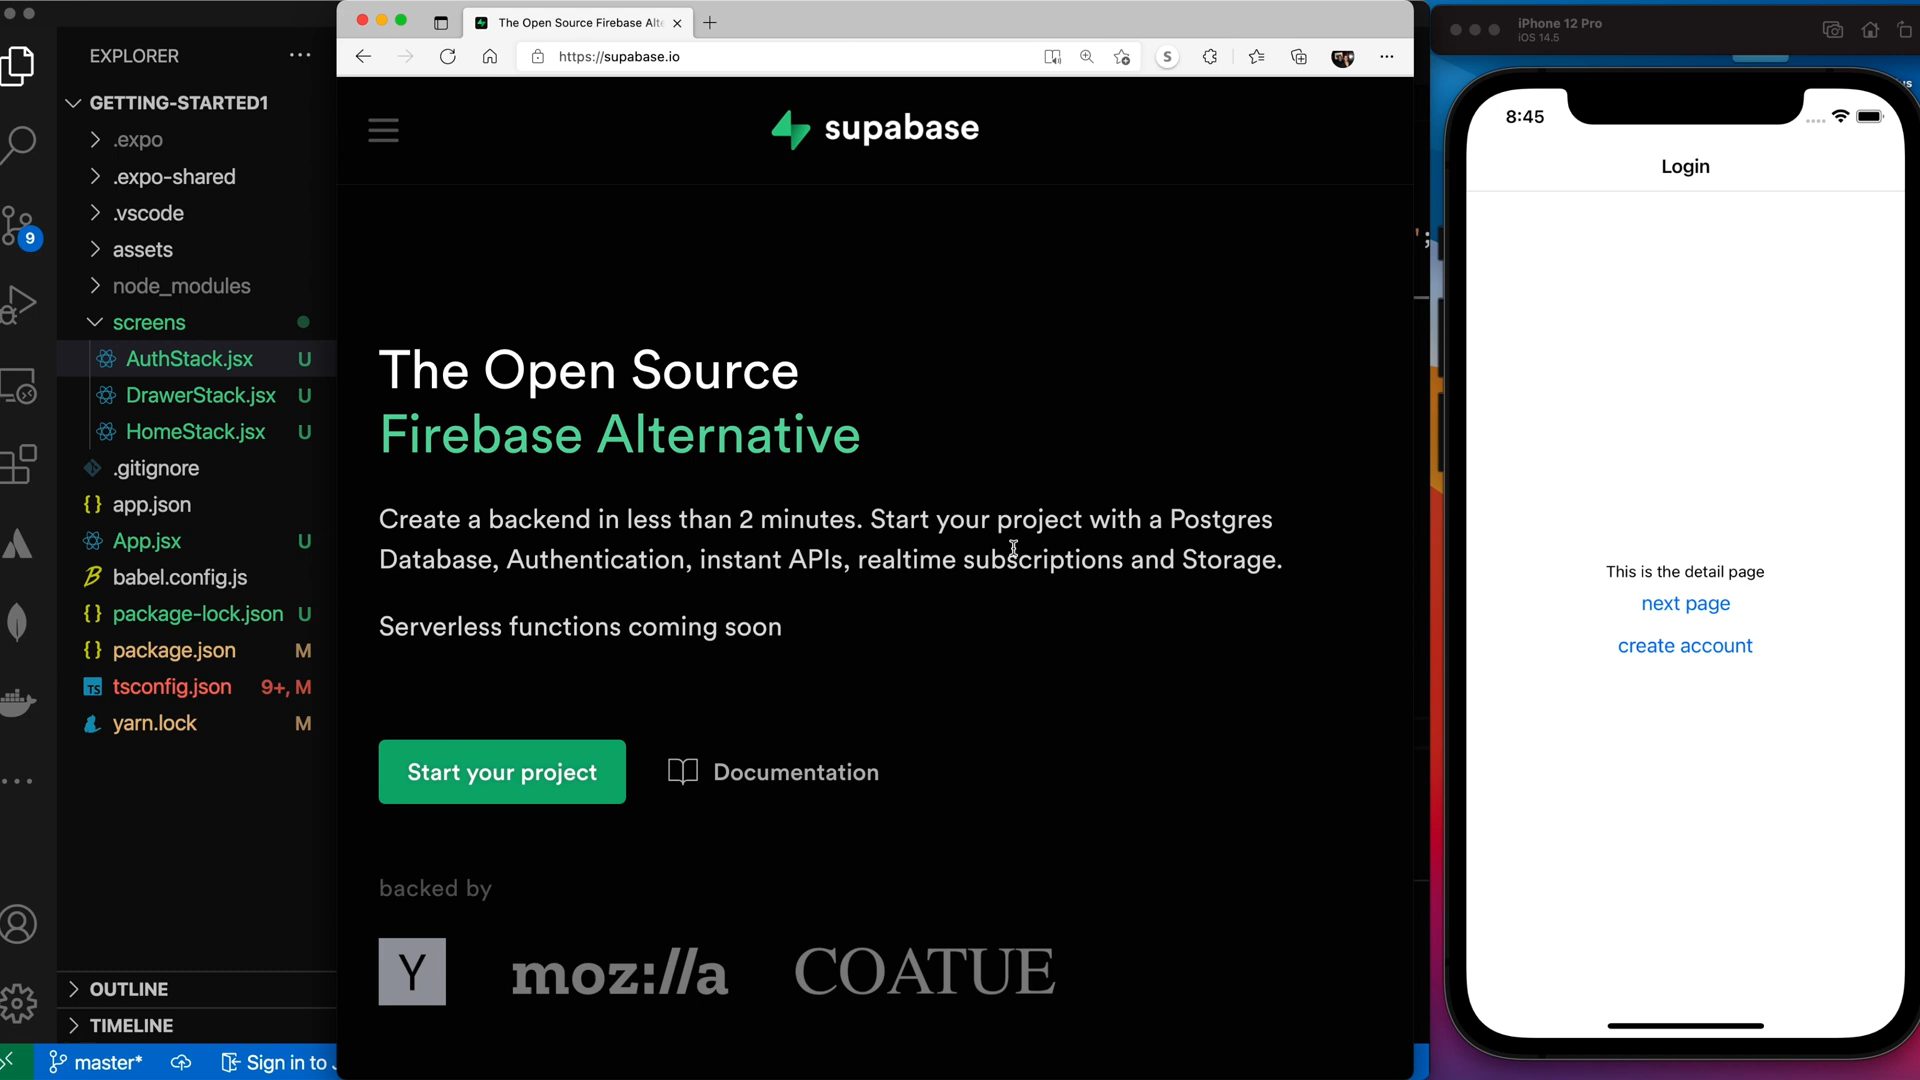 EXPLORER
GETTING-STARTED1
.expo
.expo-shared
.vscode
assets
node_modules
screens
AuthStack.jsx U
DrawerStack.jsx U
HomeStack.jsx U
.gitignore
{} app.json
App.jsx U
babel.config.js
{} package-lock.json U
{} package.json M
TS tsconfig.json 9+, M
yarn.lock M
OUTLINE
TIMELINE
master*
Sign in to
9
The Open Source Firebase Alte
https://supabase.io
S
supabase
The Open Source
Firebase Alternative
Create a backend in less than 2 minutes. Start your project with a Postgres
Database, Authentication, instant APIs, realtime subscriptions and Storage.
Serverless functions coming soon
Start your project
Documentation
backed by
Y
moz://a
COATUE
';
iPhone 12 Pro
iOS 14.5
8:45
Login
This is the detail page
next page
create account